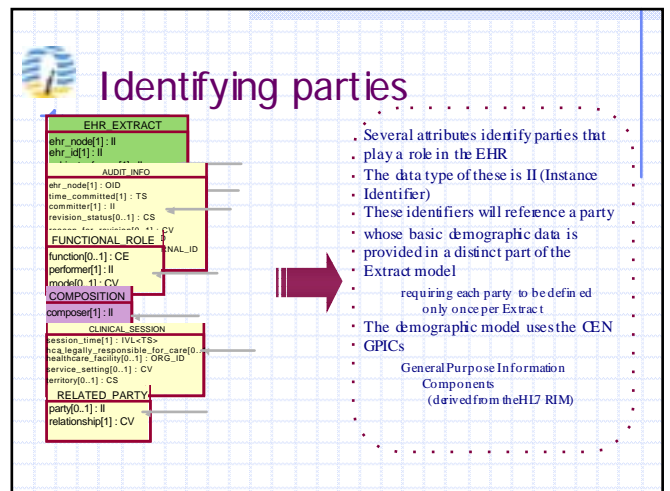 Identifying parties
EHR_EXTRACT
ehr_node[1] : II
ehr_id[1] : II
AUDIT_INFO
ehr_node[1] : OID
time_committed[1] : TS
committer[1] : II
revision_status[0..1] : CS
FUNCTIONAL_ROLE
function[0..1] : CE
performer[1] : II
mode[0..1] : CV
COMPOSITION
composer[1] : II
CLINICAL_SESSION
session_time[1] : IVL<TS>
hca_legally_responsible_for_care[0..
healthcare_facility[0..1] : ORG_ID
service_setting[0..1] : CV
territory[0..1] : CS
RELATED_PARTY
party[0..1] : II
relationship[1] : CV
Several attributes identify parties that
play a role in the EHR
The data type of these is II (Instance
Identifier)
These identifiers will reference a party
whose basic demographic data is
provided in a distinct part of the
Extract model
requiring each party to be defined
only once per Extract
The demographic model uses the CEN
GPICs
General Purpose Information
Components
(derived from the HL7 RIM)